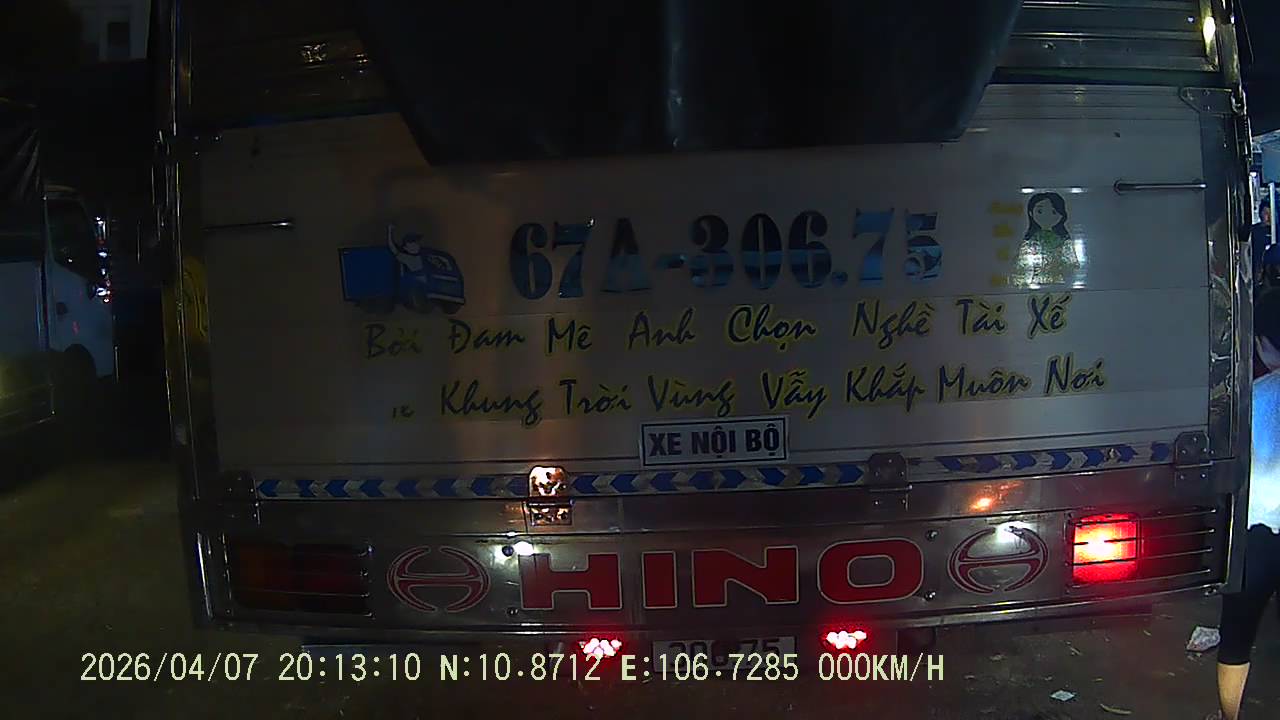 67A-306.75
Bởi Đam Mê Anh Chọn Nghề Tài Xế
Khung Trời Vùng Vẫy Khắp Muôn Nơi
XE NỘI BỘ
HINO
2026/04/07 20:13:10 N:10.8712 E:106.7285 000KM/H